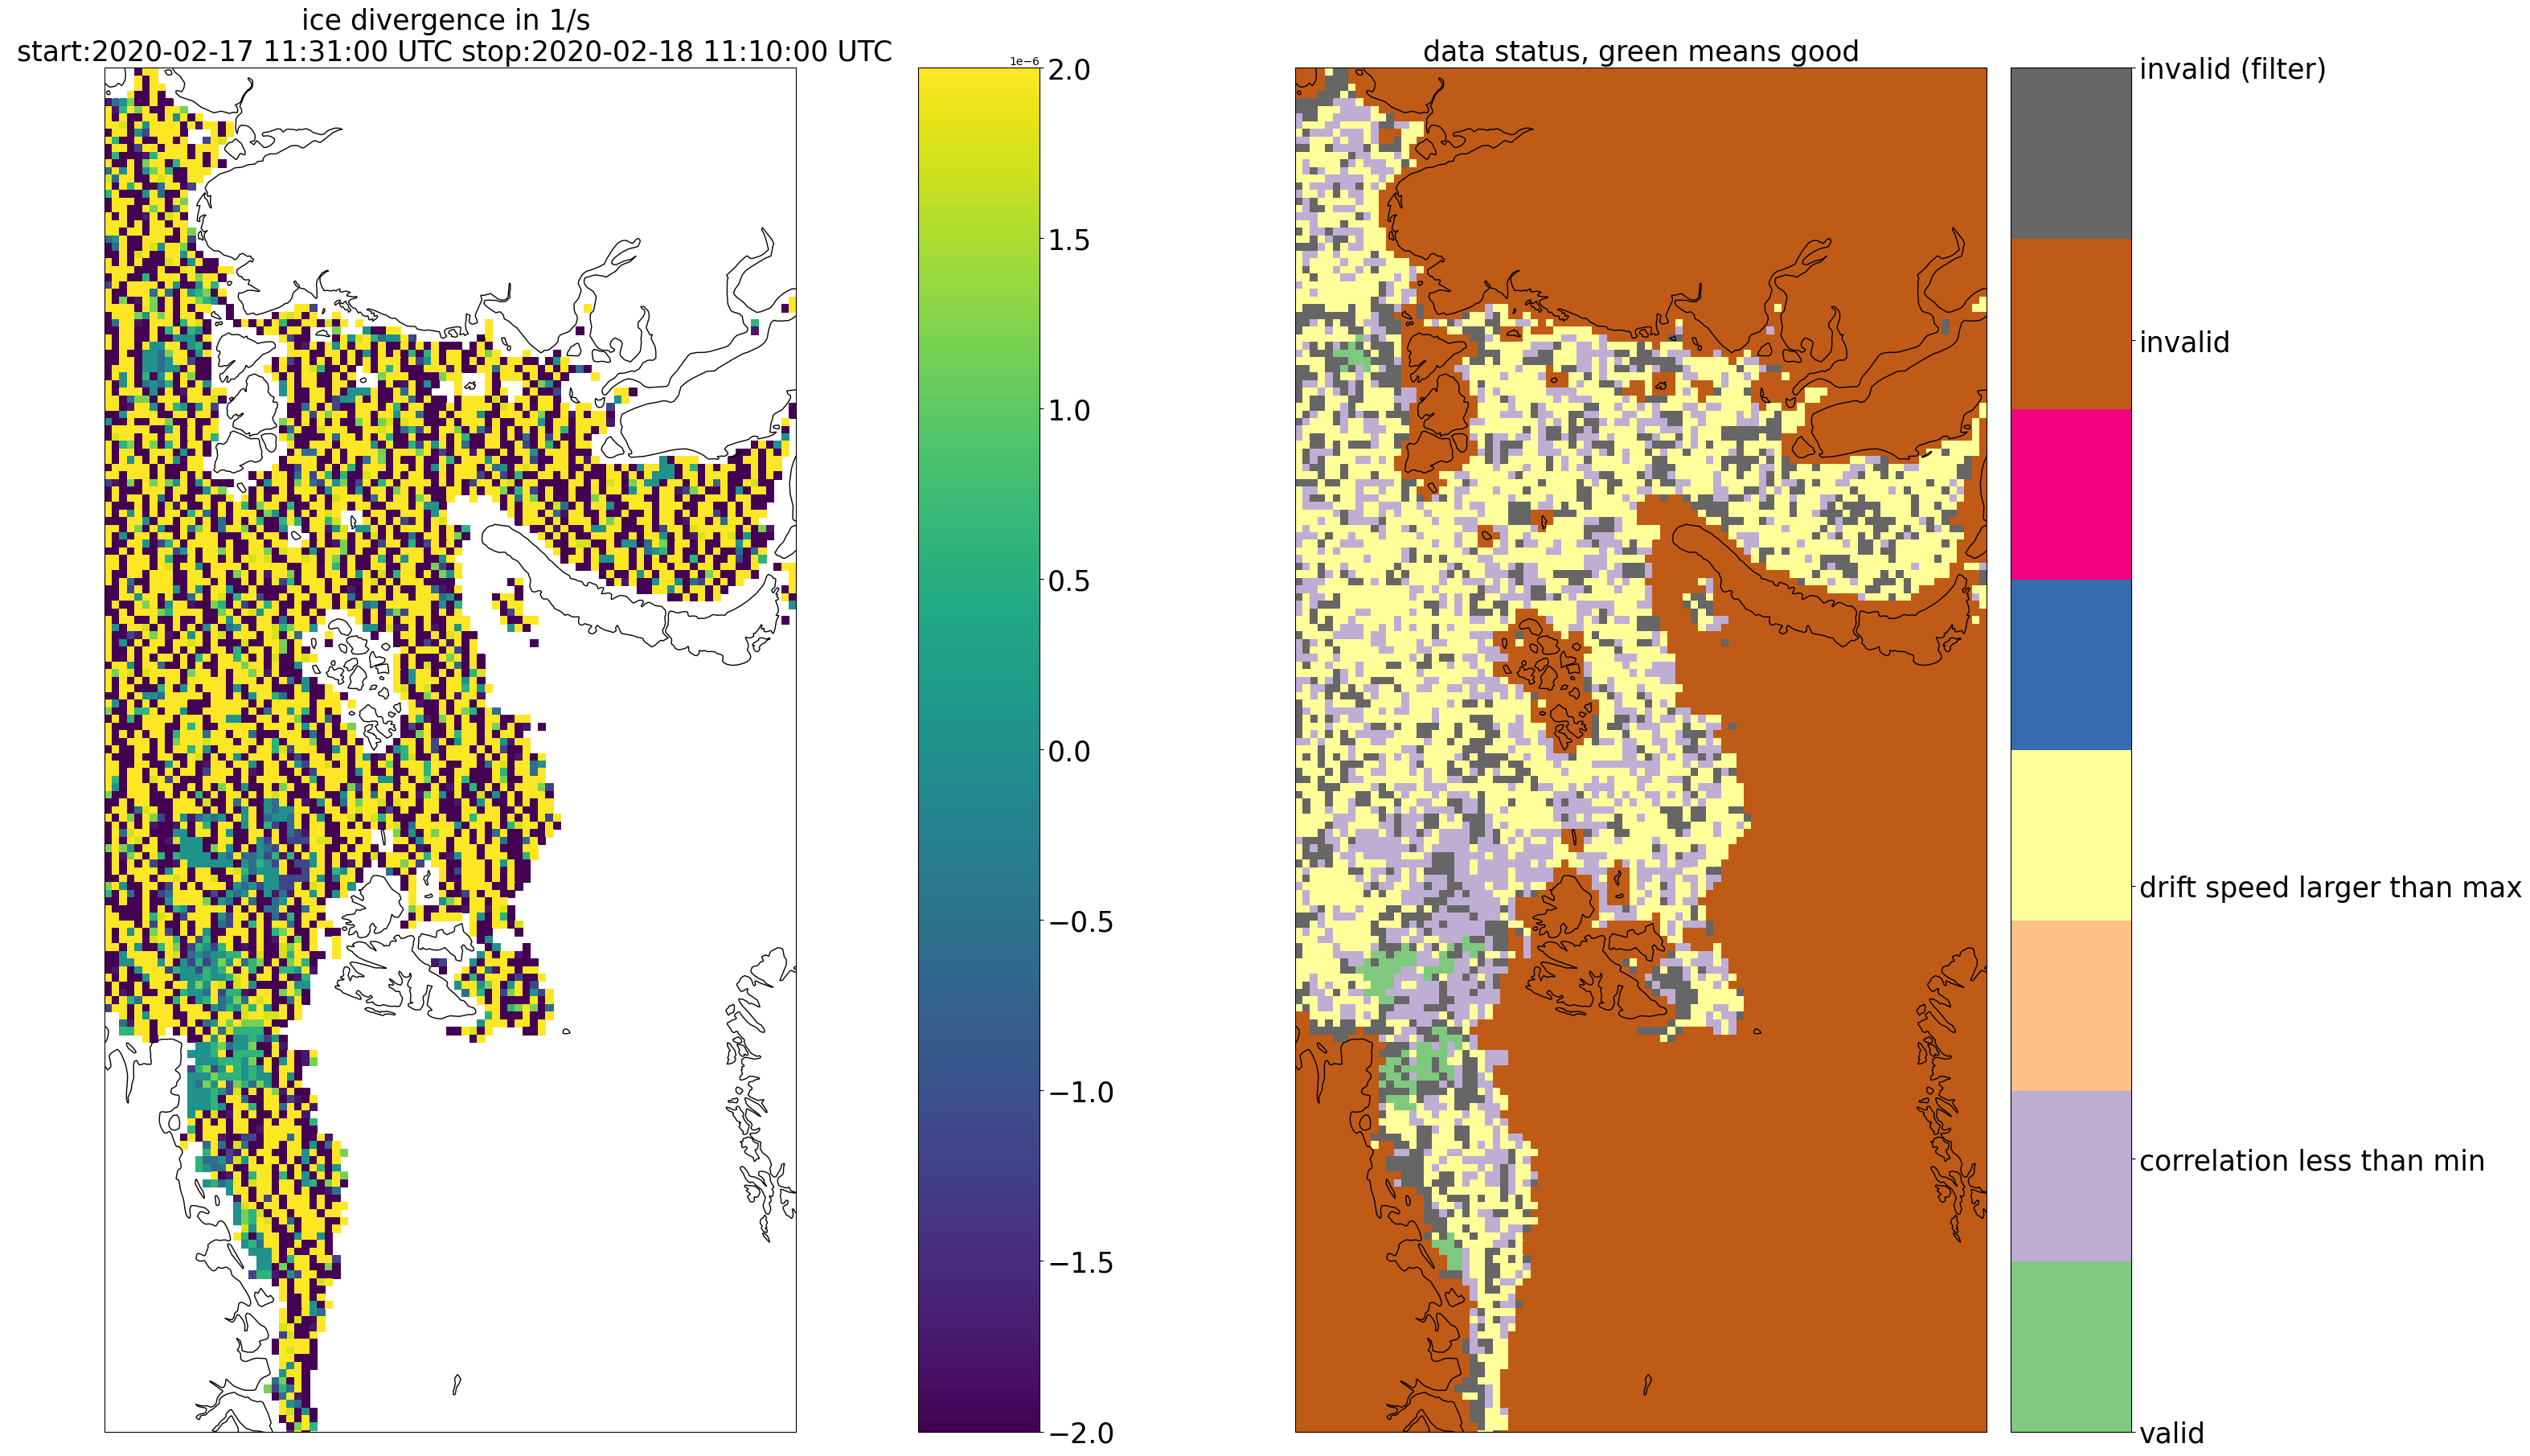 ice divergence in 1/s
start:2020-02-17 11:31:00 UTC stop:2020-02-18 11:10:00 UTC
1e−6
2.0
1.5
1.0
0.5
0.0
−0.5
−1.0
−1.5
−2.0
data status, green means good
invalid (filter)
invalid
drift speed larger than max
correlation less than min
valid